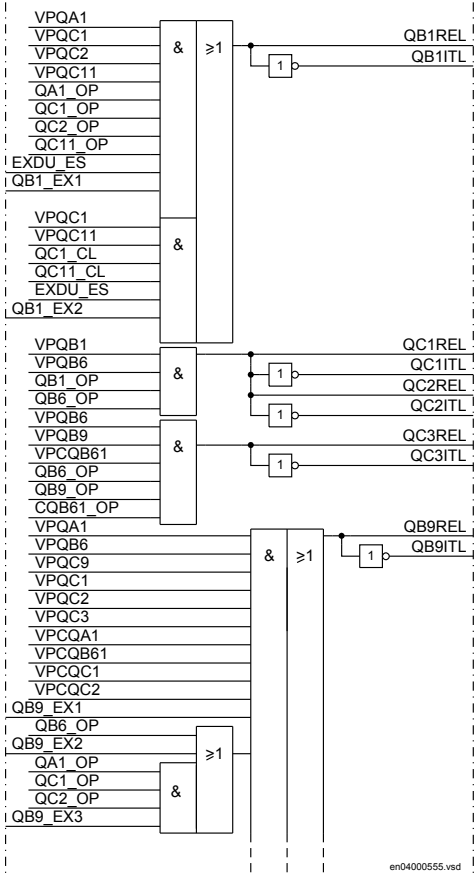 VPQA1
VPQC1
VPQC2
VPQC11
QA1_OP
QC1_OP
QC2_OP
QC11_OP
EXDU_ES
QB1_EX1
& ≥1
QB1REL
1 QB1ITL
VPQC1
VPQC11
QC1_CL
QC11_CL
EXDU_ES
QB1_EX2
&
VPQB1
VPQB6
QB1_OP
QB6_OP
&
QC1REL
1 QC1ITL
QC2REL
1 QC2ITL
VPQB6
VPQB9
VPCQB61
QB6_OP
QB9_OP
CQB61_OP
&
QC3REL
1 QC3ITL
VPQA1
VPQB6
VPQC9
VPQC1
VPQC2
VPQC3
VPCQA1
VPCQB61
VPCQC1
VPCQC2
QB9_EX1
& ≥1
QB9REL
1 QB9ITL
QB6_OP
QB9_EX2
≥1
QA1_OP
QC1_OP
QC2_OP
QB9_EX3
&
en04000555.vsd